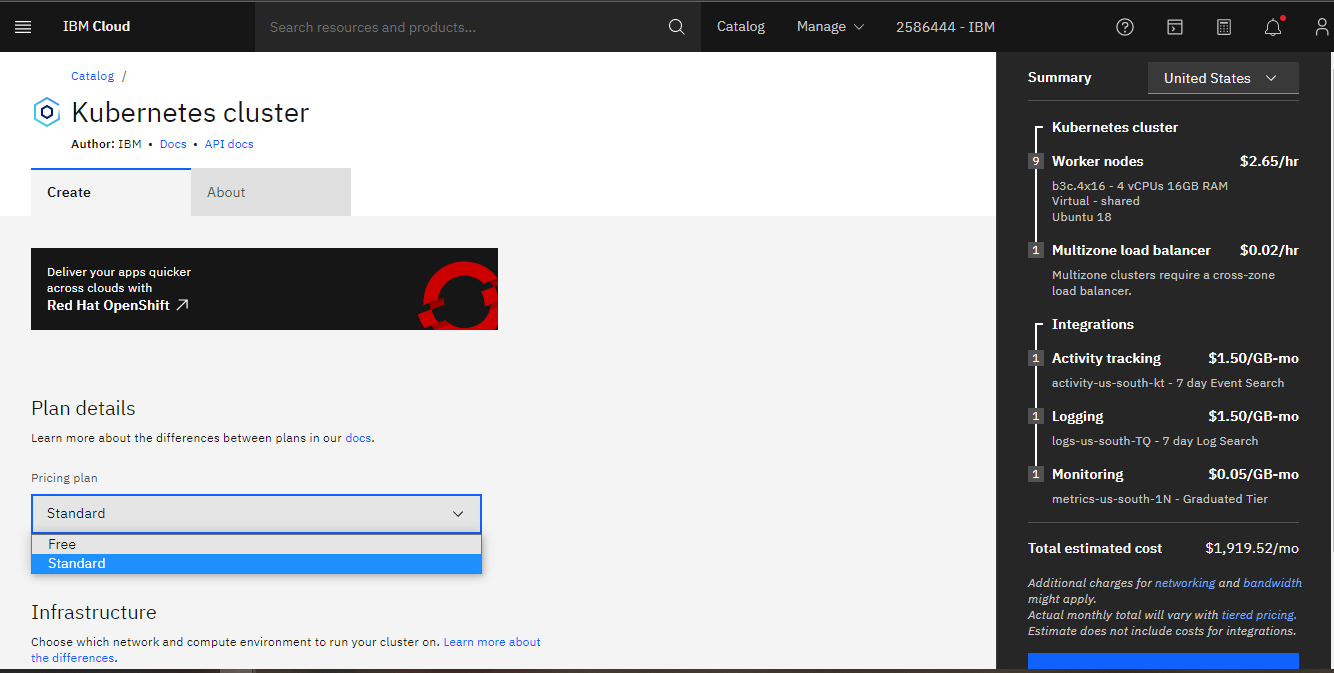 IBM Cloud
Search resources and products...
Catalog
Manage
2586444 - IBM
Catalog /
Kubernetes cluster
Author: IBM • Docs • API docs
Create
About
Deliver your apps quicker
across clouds with
Red Hat OpenShift
Plan details
Learn more about the differences between plans in our docs.
Pricing plan
Standard
Free
Standard
Infrastructure
Choose which network and compute environment to run your cluster on. Learn more about
the differences.
Summary
United States
Kubernetes cluster
9 Worker nodes $2.65/hr
b3c.4x16 - 4 vCPUs 16GB RAM
Virtual - shared
Ubuntu 18
1 Multizone load balancer $0.02/hr
Multizone clusters require a cross-zone
load balancer.
Integrations
1 Activity tracking $1.50/GB-mo
activity-us-south-kt - 7 day Event Search
1 Logging $1.50/GB-mo
logs-us-south-TQ - 7 day Log Search
1 Monitoring $0.05/GB-mo
metrics-us-south-1N - Graduated Tier
Total estimated cost $1,919.52/mo
Additional charges for networking and bandwidth
might apply.
Actual monthly total will vary with tiered pricing.
Estimate does not include costs for integrations.